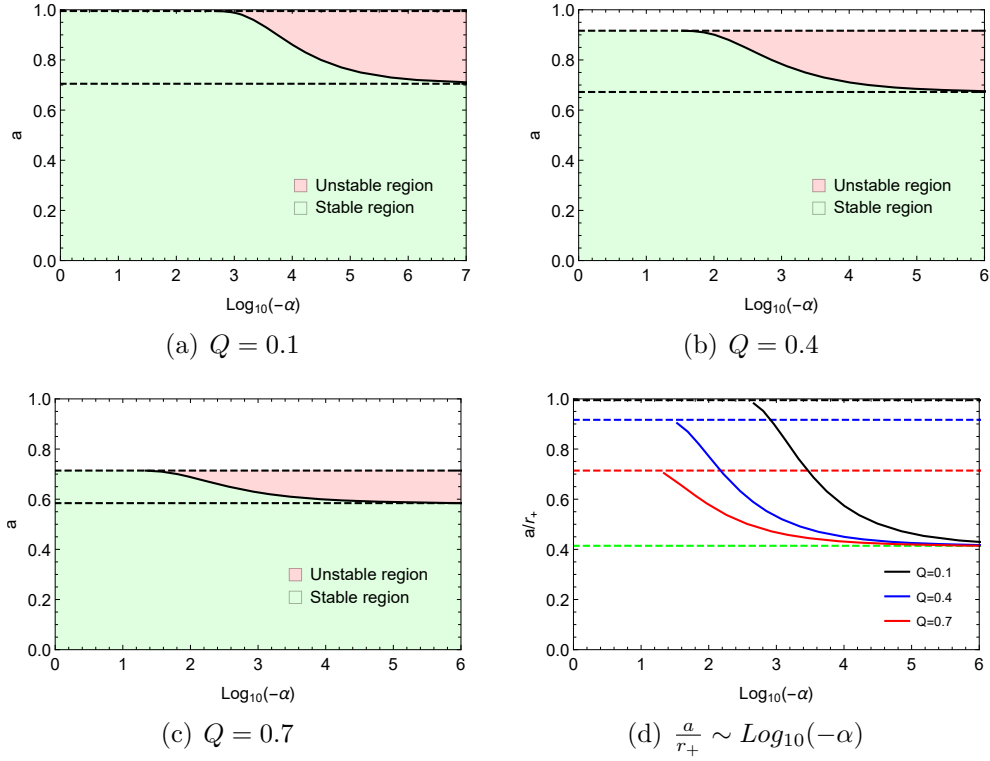 1.0
0.8
0.6
0.4
0.2
0.0
a
Unstable region
Stable region
0 1 2 3 4 5 6 7
Log10(−α)
(a) Q = 0.1
1.0
0.8
0.6
0.4
0.2
0.0
a
Unstable region
Stable region
0 1 2 3 4 5 6
Log10(−α)
(b) Q = 0.4
1.0
0.8
0.6
0.4
0.2
0.0
a
Unstable region
Stable region
0 1 2 3 4 5 6
Log10(−α)
(c) Q = 0.7
1.0
0.8
0.6
0.4
0.2
0.0
a/r+
Q=0.1
Q=0.4
Q=0.7
0 1 2 3 4 5 6
Log10(−α)
(d) a/r+ ∼ Log10(−α)